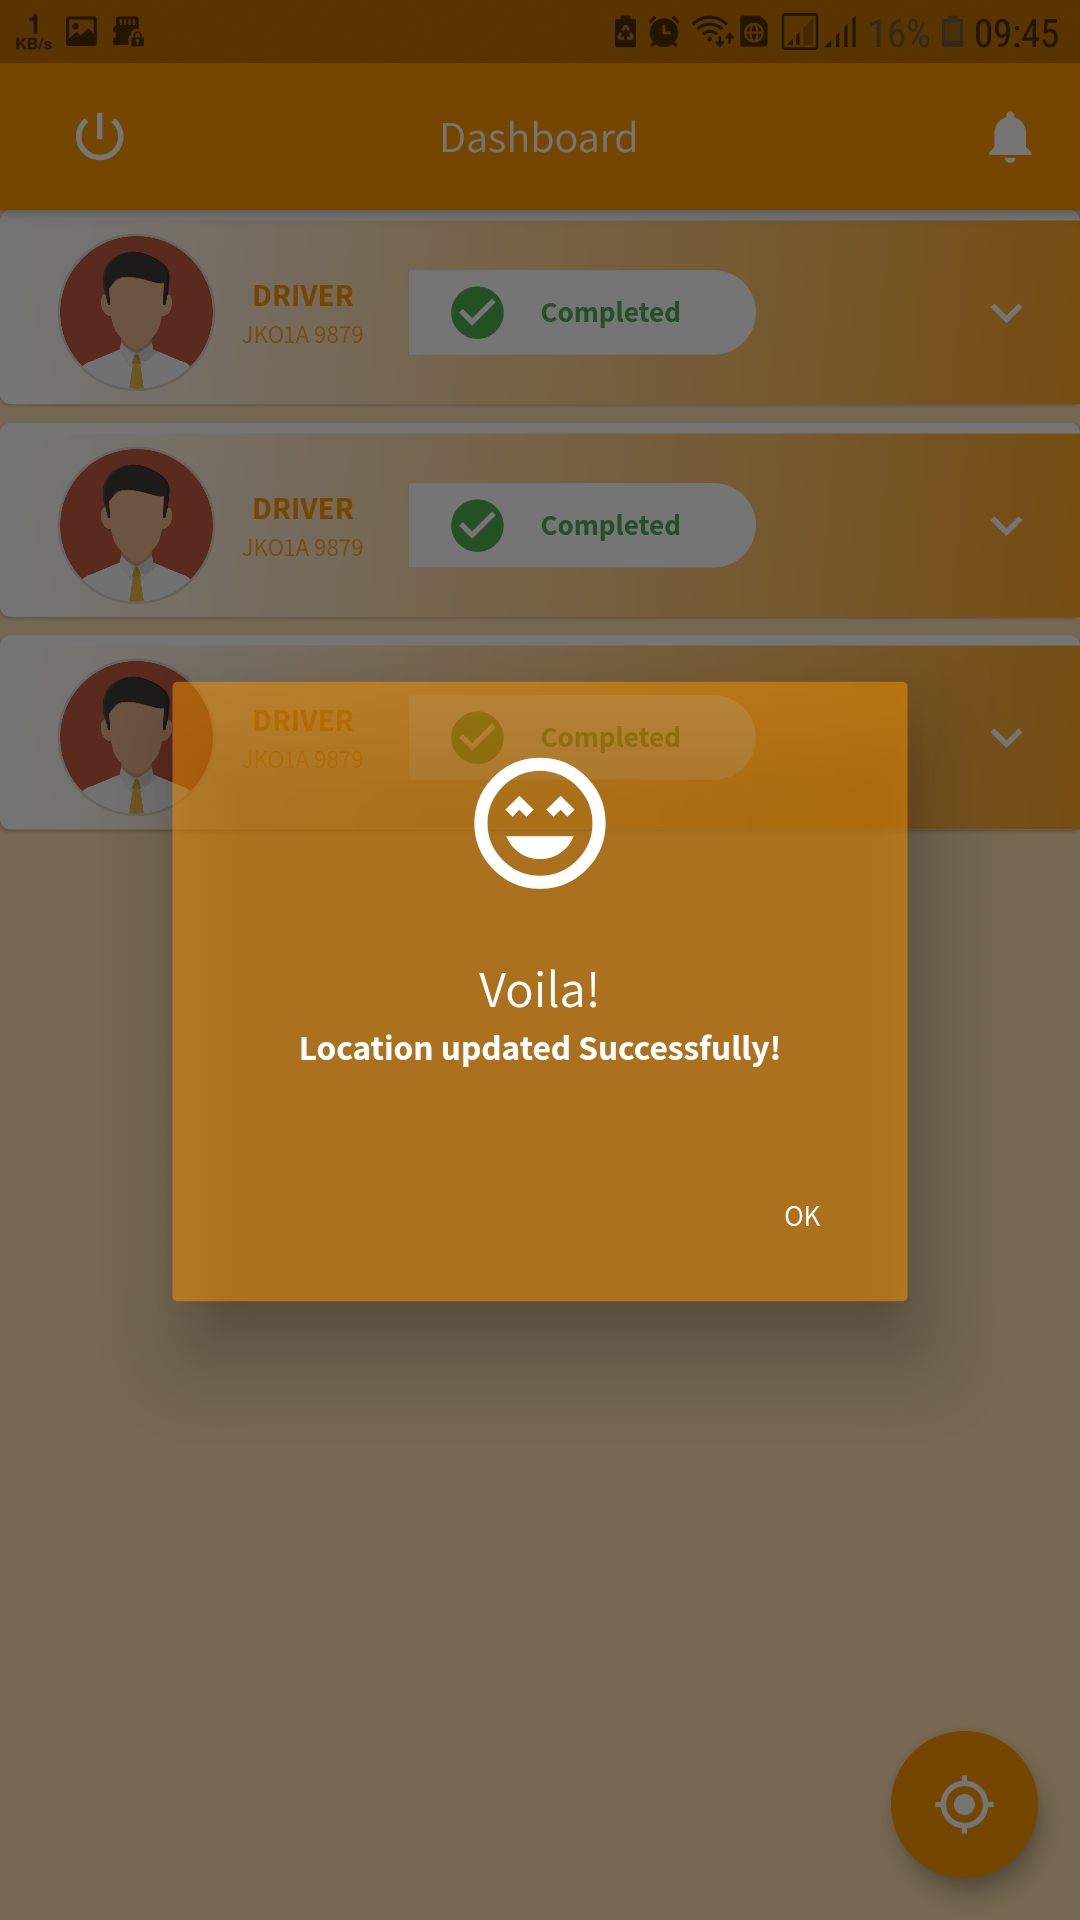 1
KB/s
16% 09:45
Dashboard
DRIVER
JKO1A 9879
Completed
DRIVER
JKO1A 9879
Completed
DRIVER
JKO1A 9879
Completed
Voila!
Location updated Successfully!
OK